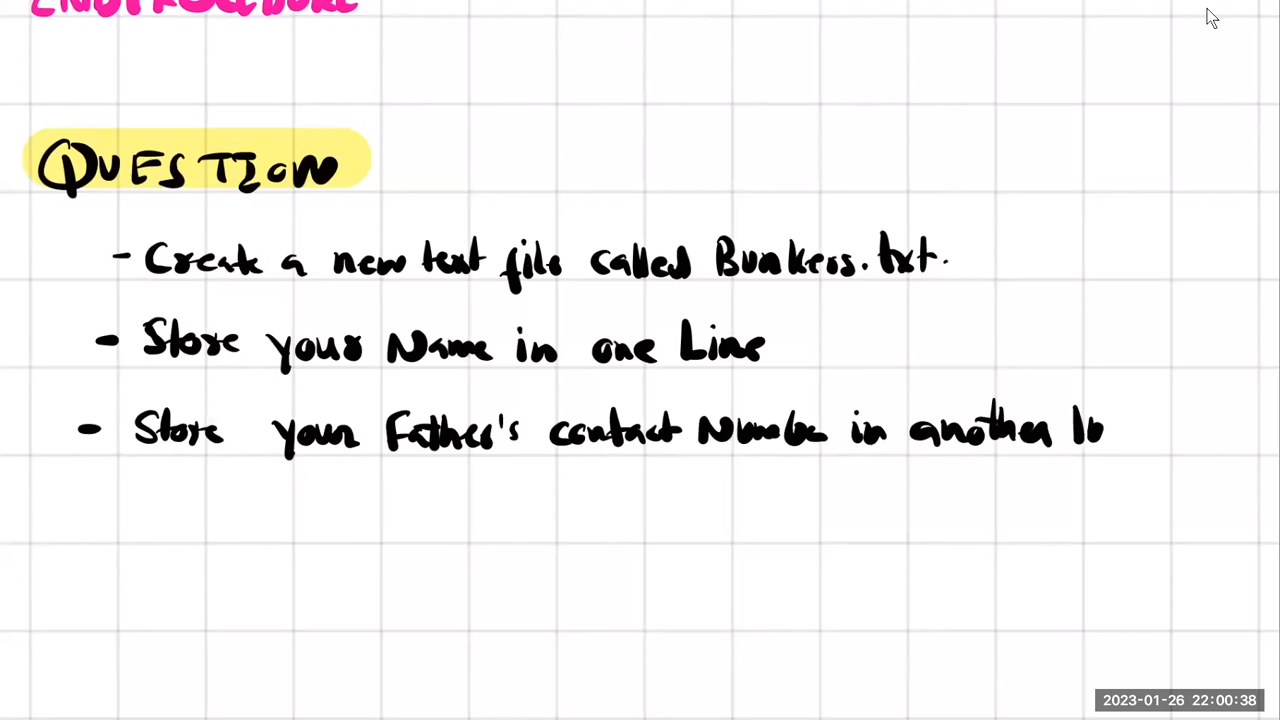 ENDPROCEDURE
QUESTION
- Create a new text file called Bunkers.txt.
- Store your Name in one Line
- Store your Father's contact Number in another
2023-01-26 22:00:38